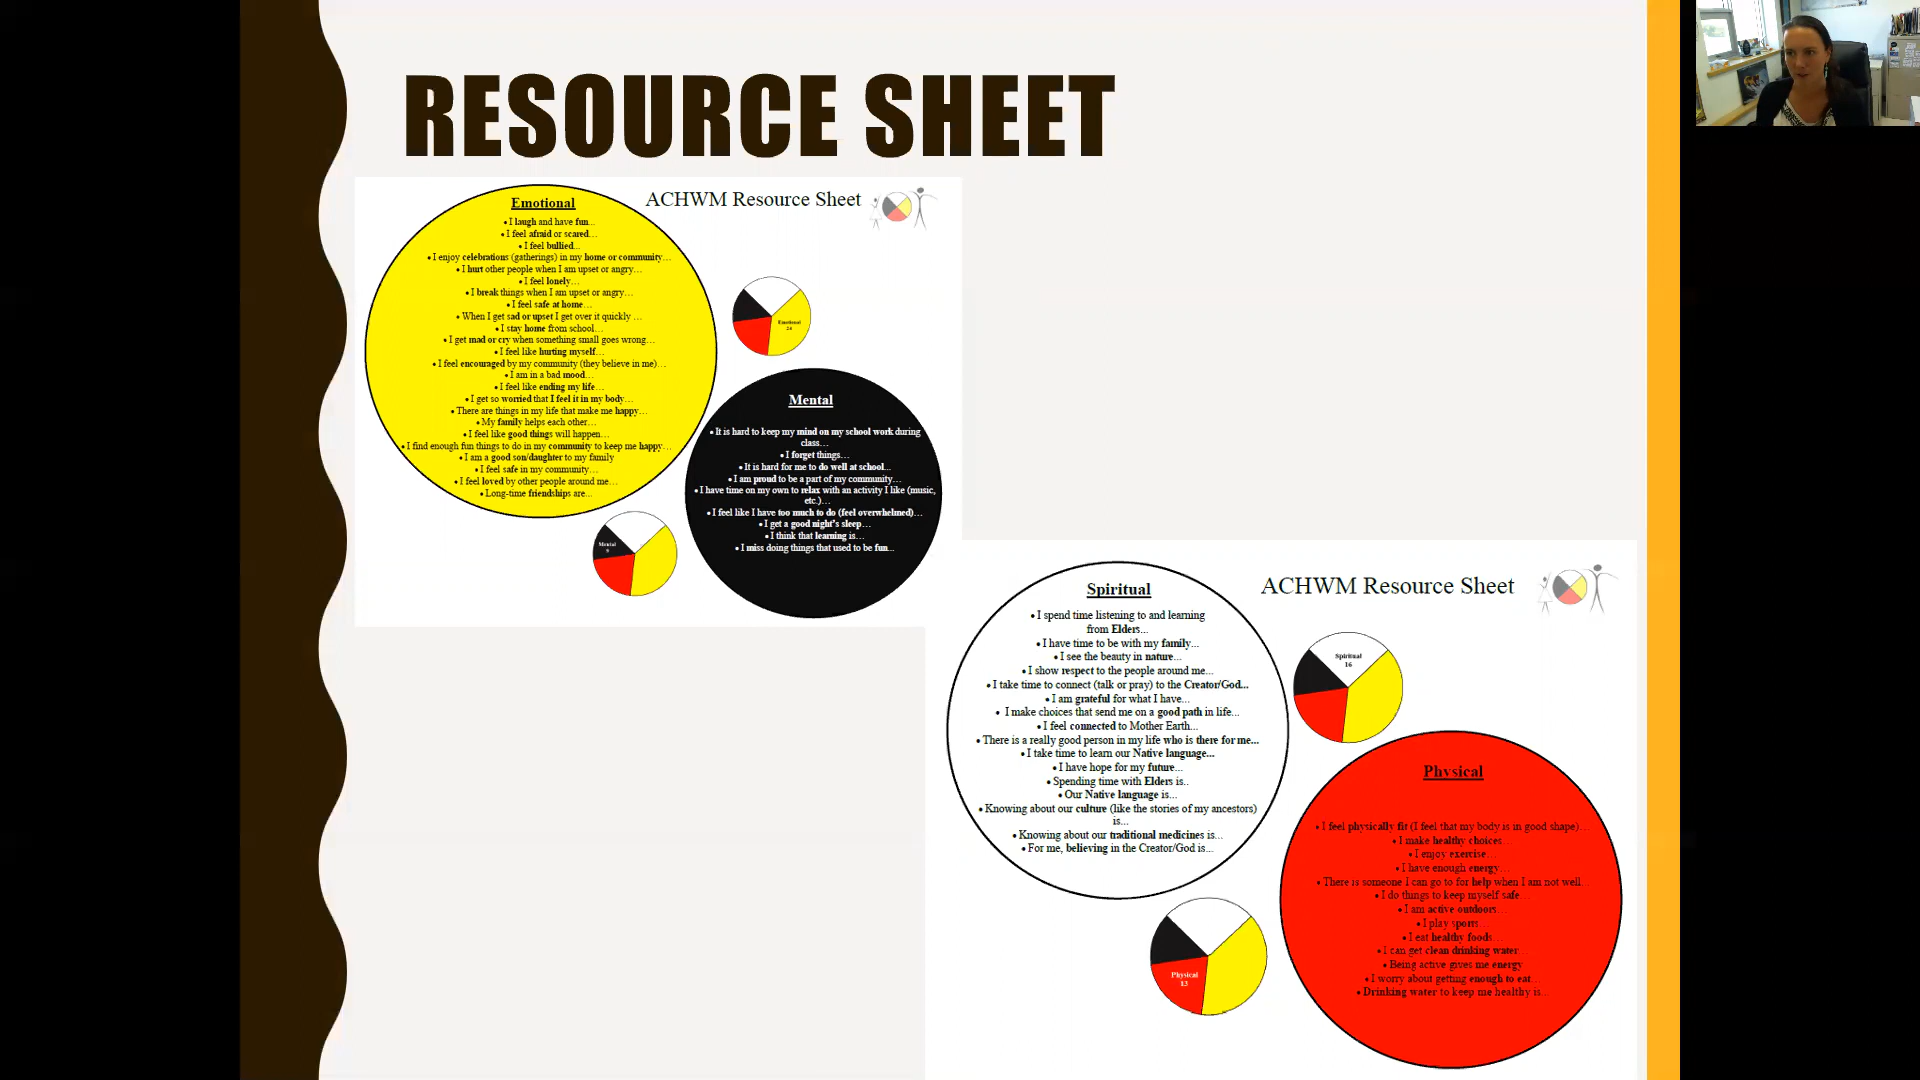 RESOURCE SHEET
ACHWM Resource Sheet
Emotional
• I laugh and have fun...
• I feel afraid or scared…
• I feel bullied...
• I enjoy celebrations (gatherings) in my home or community…
• I hurt other people when I am upset or angry…
• I feel lonely…
• I break things when I am upset or angry…
• I feel safe at home…
• When I get sad or upset I get over it quickly …
• I stay home from school…
• I get mad or cry when something small goes wrong…
• I feel like hurting myself…
• I feel encouraged by my community (they believe in me)…
• I am in a bad mood…
• I feel like ending my life…
• I get so worried that I feel it in my body…
• There are things in my life that make me happy…
• My family helps each other…
• I feel like good things will happen…
• I find enough fun things to do in my community to keep me happy…
• I am a good son/daughter to my family
• I feel safe in my community…
• I feel loved by other people around me…
• Long-time friendships are...
Emotional
24
Mental
• It is hard to keep my mind on my school work during
class…
• I forget things…
• It is hard for me to do well at school...
• I am proud to be a part of my community…
• I have time on my own to relax with an activity I like (music,
etc.)…
• I feel like I have too much to do (feel overwhelmed)…
• I get a good night's sleep…
• I think that learning is…
• I miss doing things that used to be fun...
Mental
9
ACHWM Resource Sheet
Spiritual
• I spend time listening to and learning
from Elders...
• I have time to be with my family...
• I see the beauty in nature...
• I show respect to the people around me...
• I take time to connect (talk or pray) to the Creator/God...
• I am grateful for what I have...
• I make choices that send me on a good path in life...
• I feel connected to Mother Earth...
• There is a really good person in my life who is there for me...
• I take time to learn our Native language...
• I have hope for my future...
• Spending time with Elders is..
• Our Native language is...
• Knowing about our culture (like the stories of my ancestors)
is...
• Knowing about our traditional medicines is...
• For me, believing in the Creator/God is...
Spiritual
16
Physical
• I feel physically fit (I feel that my body is in good shape)…
• I make healthy choices…
• I enjoy exercise…
• I have enough energy…
• There is someone I can go to for help when I am not well…
• I do things to keep myself safe…
• I am active outdoors…
• I play sports…
• I eat healthy foods…
• I can get clean drinking water…
• Being active gives me energy
• I worry about getting enough to eat…
• Drinking water to keep me healthy is…
Physical
13